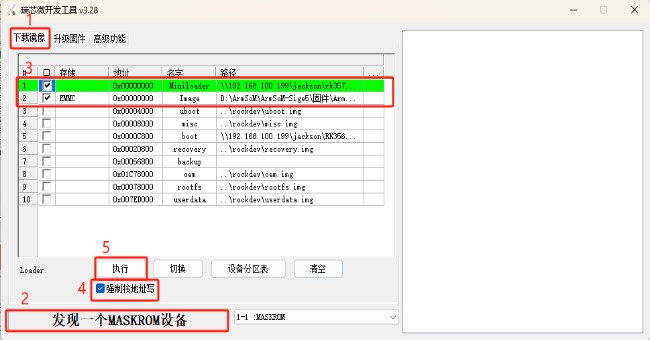 瑞芯微开发工具 v3.28
1
下载镜像 升级固件 高级功能
3
# 存储 地址 名字 路径 ...
1 0x00000000 Miniloader \\192.168.100.199\jackson\rk357...
2 EMMC 0x00000000 Image D:\ArmSoM\ArmSoM-Sige5\固件\Arm...
3 0x00004000 uboot ..\rockdev\uboot.img
4 0x00008000 misc ..\rockdev\misc.img
5 0x0000C800 boot \\192.168.100.199\jackson\RK356...
6 0x00020800 recovery ..\rockdev\recovery.img
7 0x00056800 backup
8 0x01C78000 oem ..\rockdev\oem.img
9 0x00078000 rootfs ..\rockdev\rootfs.img
10 0x007ED000 userdata ..\rockdev\userdata.img
5
Loader: 执行 切换 设备分区表 清空
4 强制按地址写
2
发现一个MASKROM设备 1-1 :MASKROM